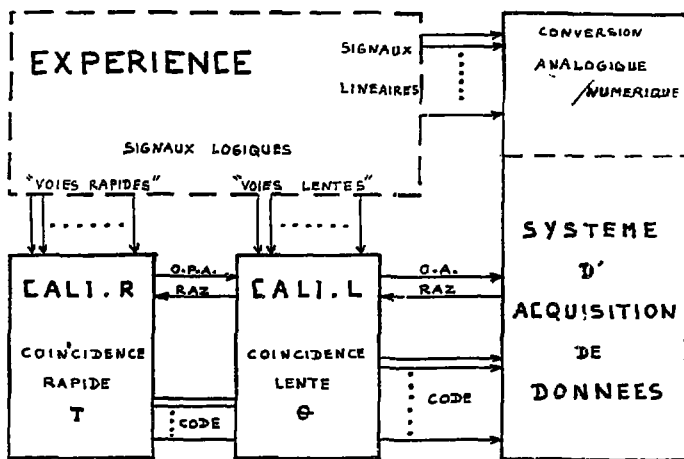 EXPERIENCE
SIGNAUX
LINEAIRES
SIGNAUX LOGIQUES
"VOIES RAPIDES"
"VOIES LENTES"
CONVERSION
ANALOGIQUE
/NUMERIQUE
CALI.R
COINCIDENCE
RAPIDE
T
O.P.A.
RAZ
CODE
CALI.L
COINCIDENCE
LENTE
θ
O.A.
RAZ
CODE
SYSTEME
D'
ACQUISITION
DE
DONNEES